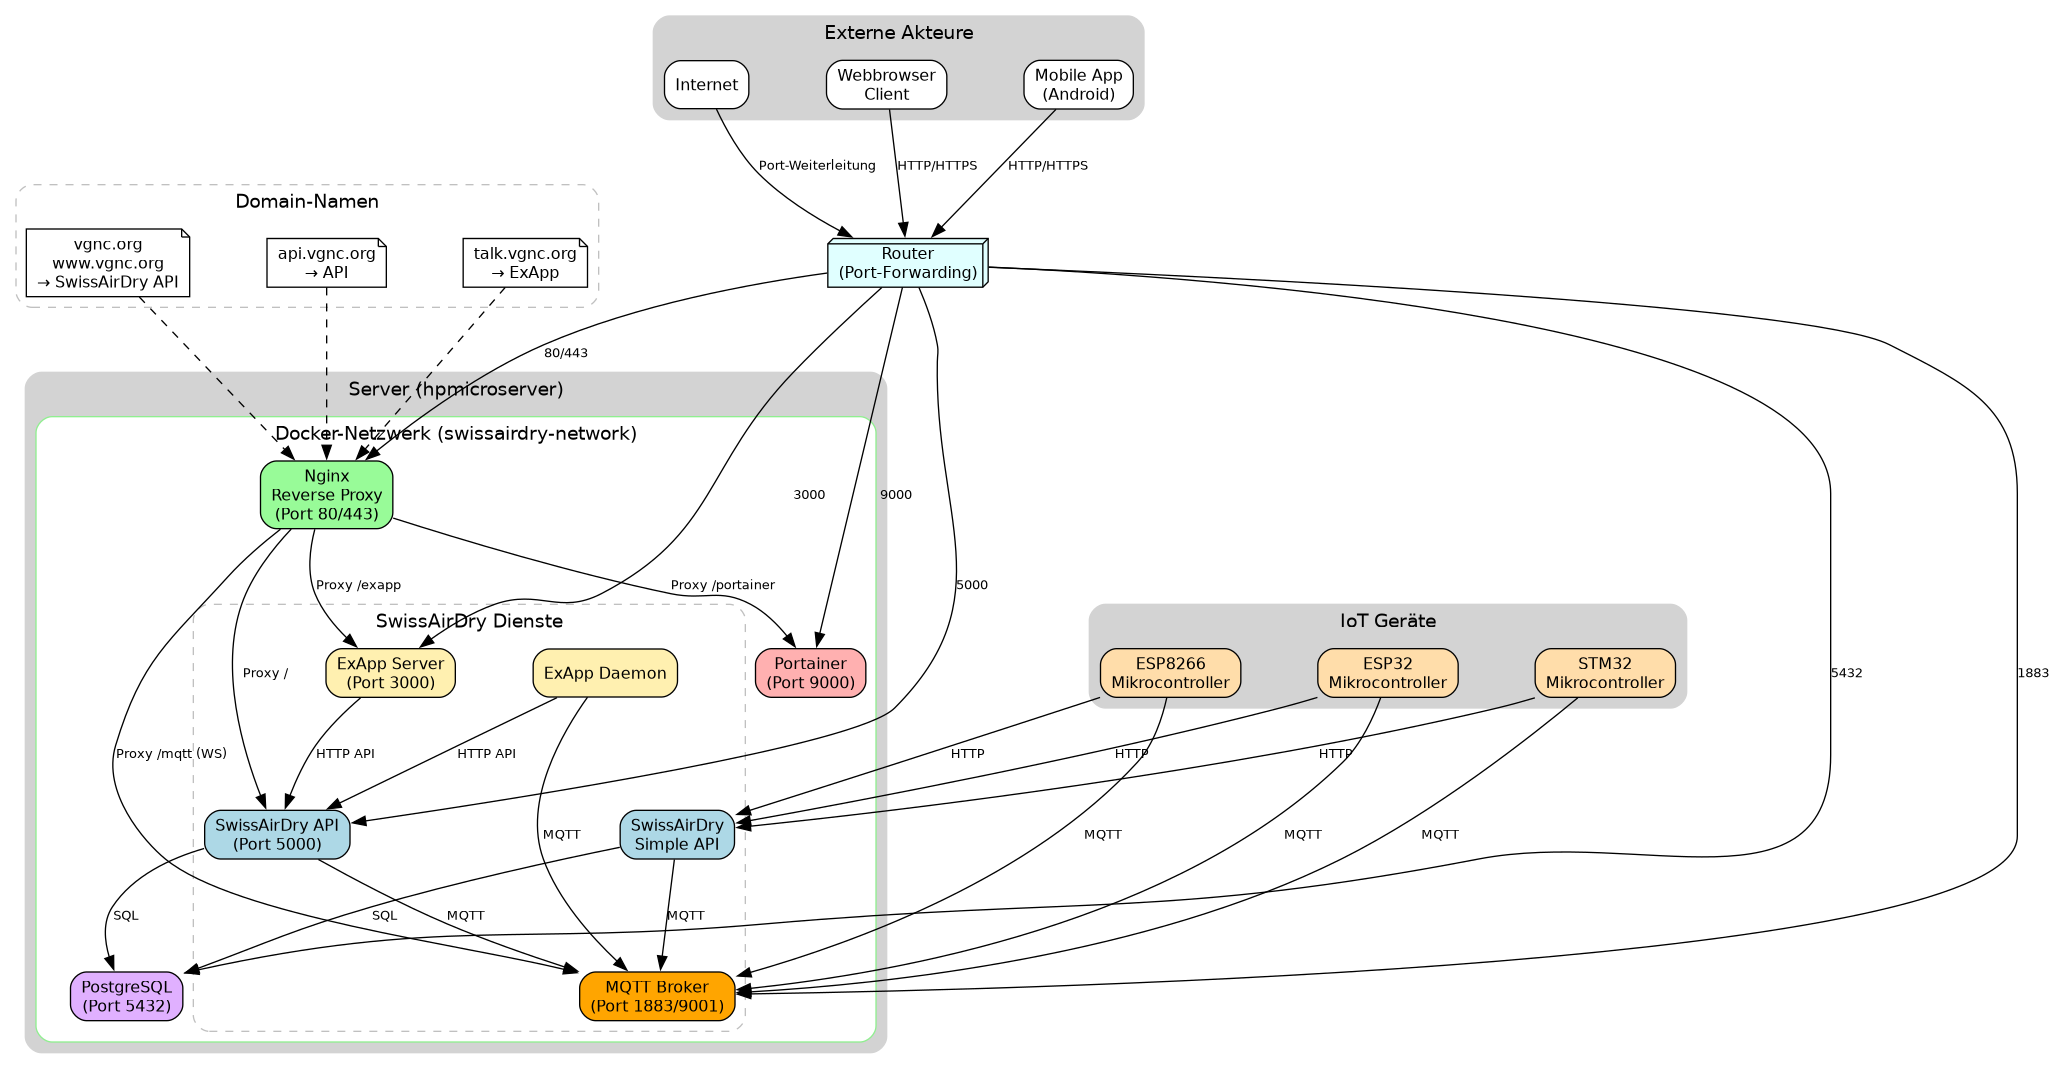 Externe Akteure
Internet
Webbrowser
Client
Mobile App
(Android)
Port-Weiterleitung
HTTP/HTTPS
HTTP/HTTPS
Domain-Namen
vgnc.org
www.vgnc.org
→ SwissAirDry API
api.vgnc.org
→ API
talk.vgnc.org
→ ExApp
Router
(Port-Forwarding)
80/443
Server (hpmicroserver)
Docker-Netzwerk (swissairdry-network)
Nginx
Reverse Proxy
(Port 80/443)
3000
9000
Proxy /exapp
Proxy /portainer
5000
SwissAirDry Dienste
IoT Geräte
ExApp Server
(Port 3000)
ExApp Daemon
Portainer
(Port 9000)
ESP8266
Mikrocontroller
ESP32
Mikrocontroller
STM32
Mikrocontroller
Proxy /
5432
1883
Proxy /mqtt (WS)
HTTP API
HTTP API
HTTP
HTTP
HTTP
SwissAirDry API
(Port 5000)
MQTT
SwissAirDry
Simple API
MQTT
MQTT
MQTT
SQL
SQL
MQTT
MQTT
PostgreSQL
(Port 5432)
MQTT Broker
(Port 1883/9001)